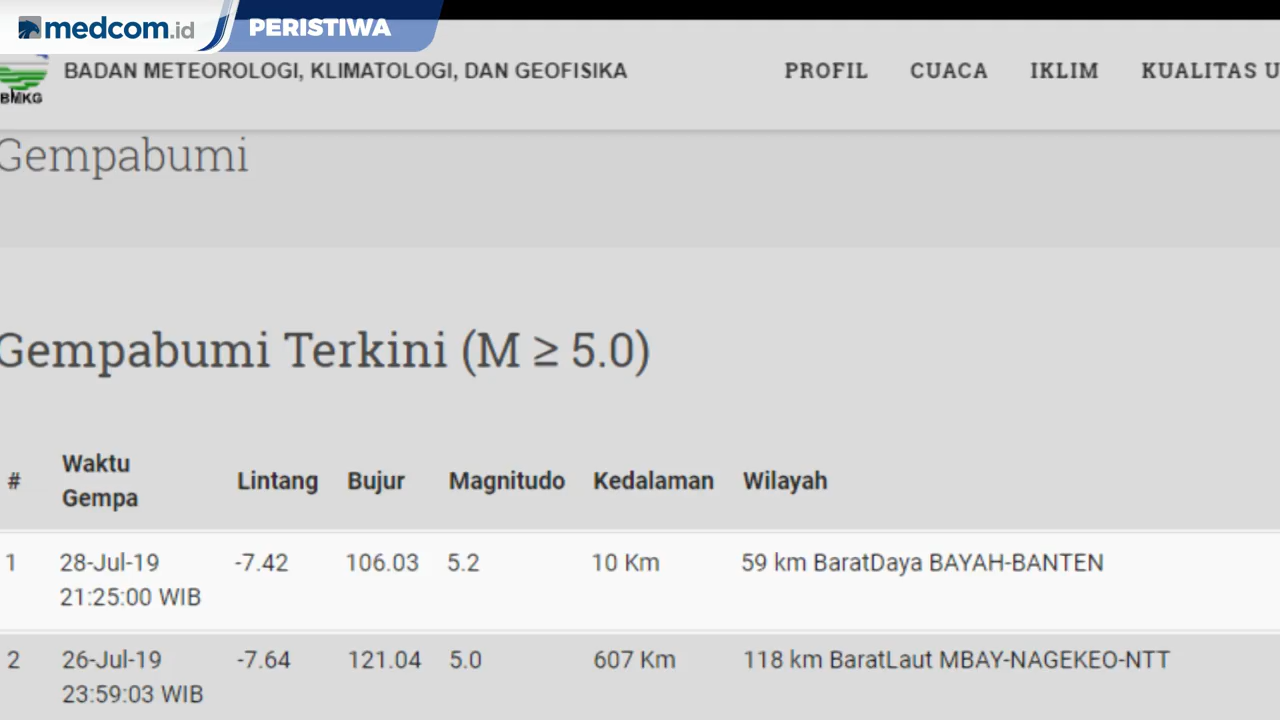 medcom.id PERISTIWA
BADAN METEOROLOGI, KLIMATOLOGI, DAN GEOFISIKA PROFIL CUACA IKLIM KUALITAS U
BMKG
Gempabumi
Gempabumi Terkini (M ≥ 5.0)
# Waktu Gempa Lintang Bujur Magnitudo Kedalaman Wilayah
1 28-Jul-19 -7.42 106.03 5.2 10 Km 59 km BaratDaya BAYAH-BANTEN
21:25:00 WIB
2 26-Jul-19 -7.64 121.04 5.0 607 Km 118 km BaratLaut MBAY-NAGEKEO-NTT
23:59:03 WIB